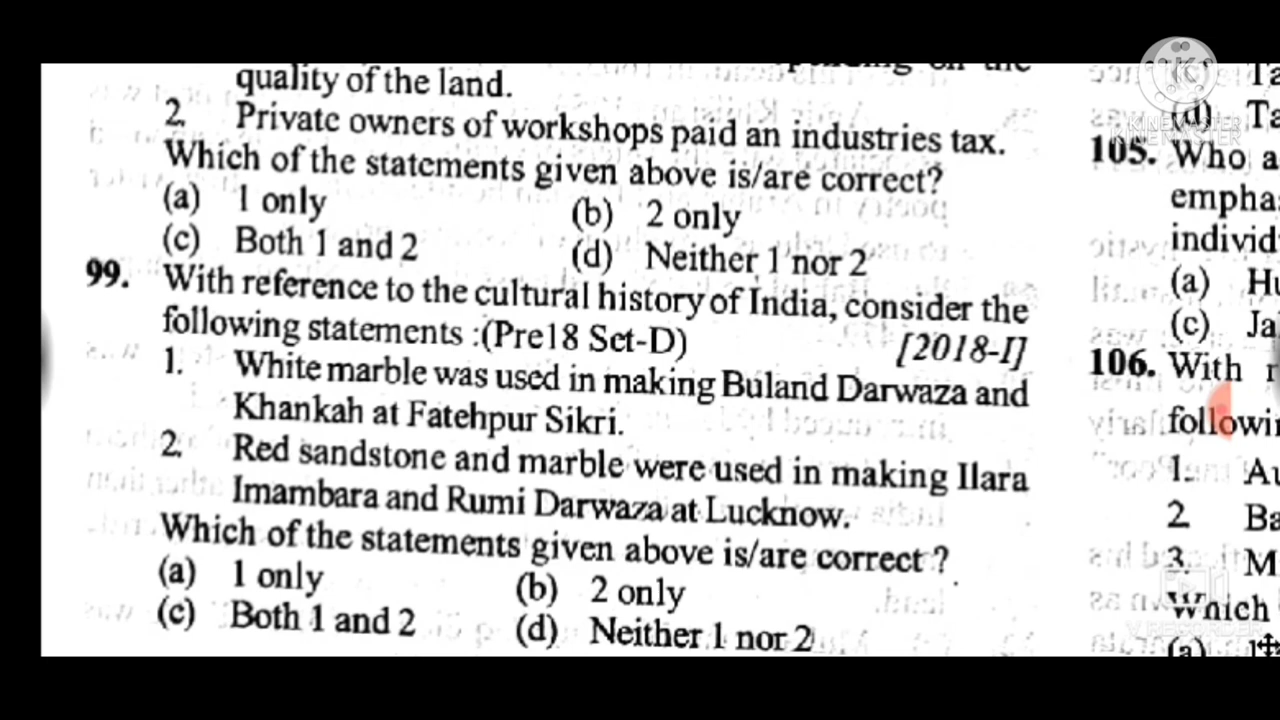 quality of the land.
2. Private owners of workshops paid an industries tax.
Which of the statements given above is/are correct?
(a) 1 only (b) 2 only
(c) Both 1 and 2 (d) Neither 1 nor 2
99. With reference to the cultural history of India, consider the
following statements :(Pre18 Set-D) [2018-I]
1. White marble was used in making Buland Darwaza and
Khankah at Fatehpur Sikri.
2. Red sandstone and marble were used in making Ilara
Imambara and Rumi Darwaza at Lucknow.
Which of the statements given above is/are correct ?
(a) 1 only (b) 2 only
(c) Both 1 and 2 (d) Neither 1 nor 2
Ta
(d) Ta
105. Who a
empha
individ
(a) Hu
(c) Ja
106. With
followi
1. Au
2. Ba
3. M
Which
(a)
KINEMASTER